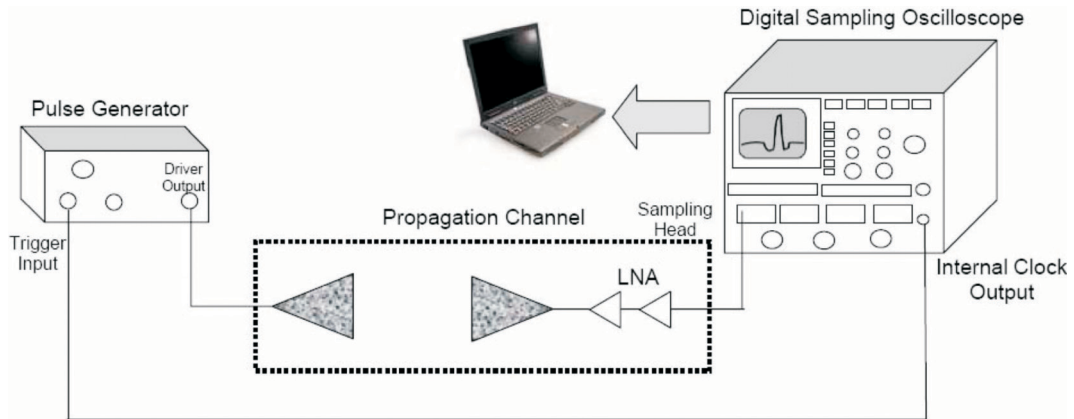 Digital Sampling Oscilloscope
Pulse Generator
Driver
Output
Trigger
Input
Propagation Channel
Sampling
Head
LNA
Internal Clock
Output